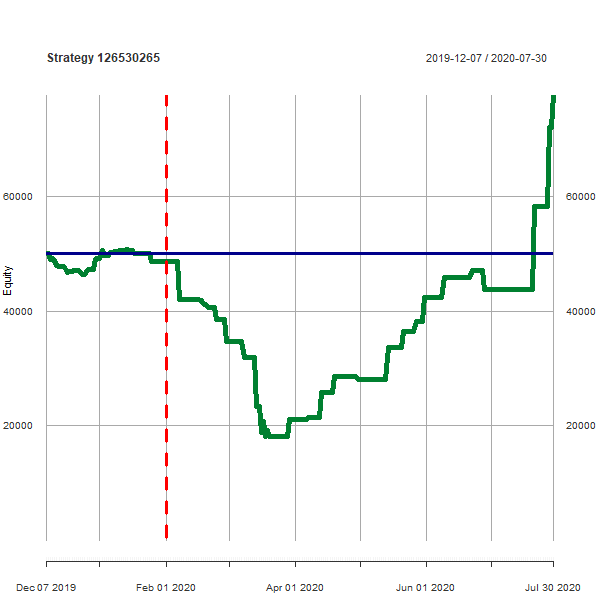 Strategy 126530265
2019-12-07 / 2020-07-30
60000
60000
Equity
40000
40000
20000
20000
Dec 07 2019
Feb 01 2020
Apr 01 2020
Jun 01 2020
Jul 30 2020